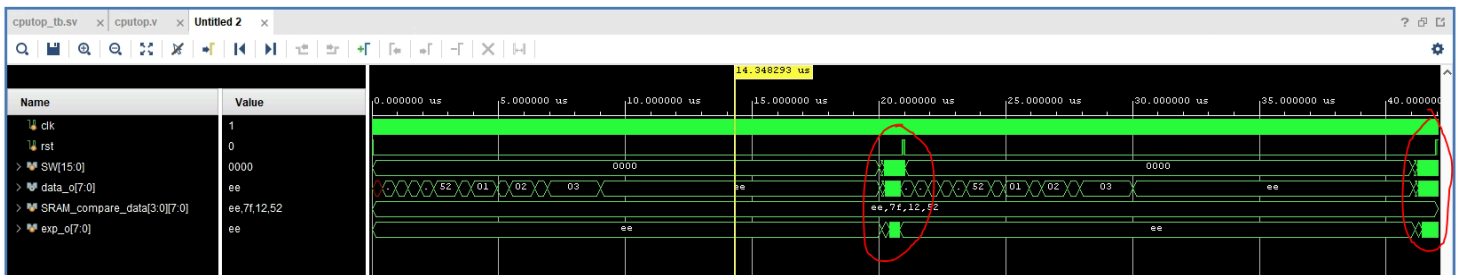 cputop_tb.sv × cputop.v × Untitled 2 × ?
14.348293 us
Name Value 0.000000 us 5.000000 us 10.000000 us 15.000000 us 20.000000 us 25.000000 us 30.000000 us 35.000000 us 40.00000
clk 1
rst 0
> SW[15:0] 0000 0000 0000
> data_o[7:0] ee . . 52 01 02 03 ee . . 52 01 02 03 ee
> SRAM_compare_data[3:0][7:0] ee,7f,12,52 ee,7f,12,52
> exp_o[7:0] ee ee ee